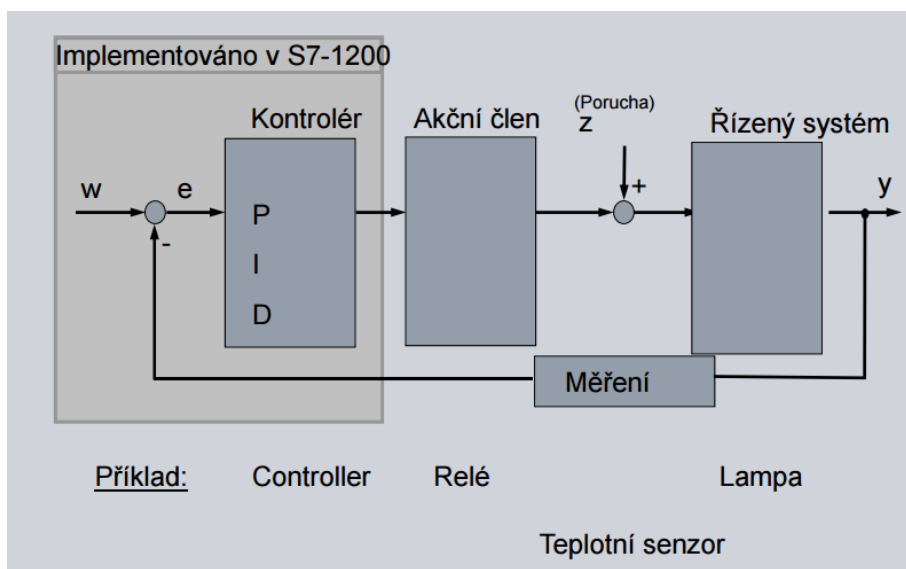 Implementováno v S7-1200
(Porucha)
Kontrolér Akční člen z Řízený systém
w e + y
-
P
I
D
Měření
Příklad: Controller Relé Lampa
Teplotní senzor